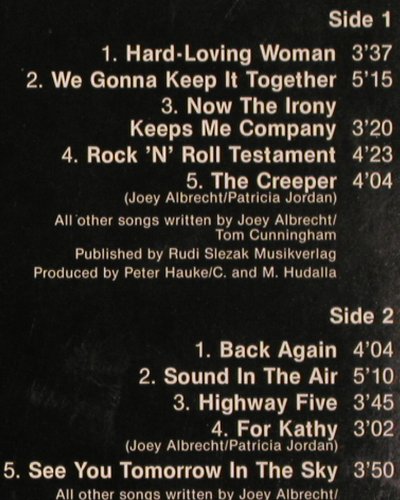 Side 1
1. Hard-Loving Woman 3'37
2. We Gonna Keep It Together 5'15
3. Now The Irony
Keeps Me Company 3'20
4. Rock 'N' Roll Testament 4'23
5. The Creeper 4'04
(Joey Albrecht/Patricia Jordan)
All other songs written by Joey Albrecht/
Tom Cunningham
Published by Rudi Slezak Musikverlag
Produced by Peter Hauke/C. and M. Hudalla
Side 2
1. Back Again 4'04
2. Sound In The Air 5'10
3. Highway Five 3'45
4. For Kathy 3'02
(Joey Albrecht/Patricia Jordan)
5. See You Tomorrow In The Sky 3'50
All other songs written by Joey Albrecht/